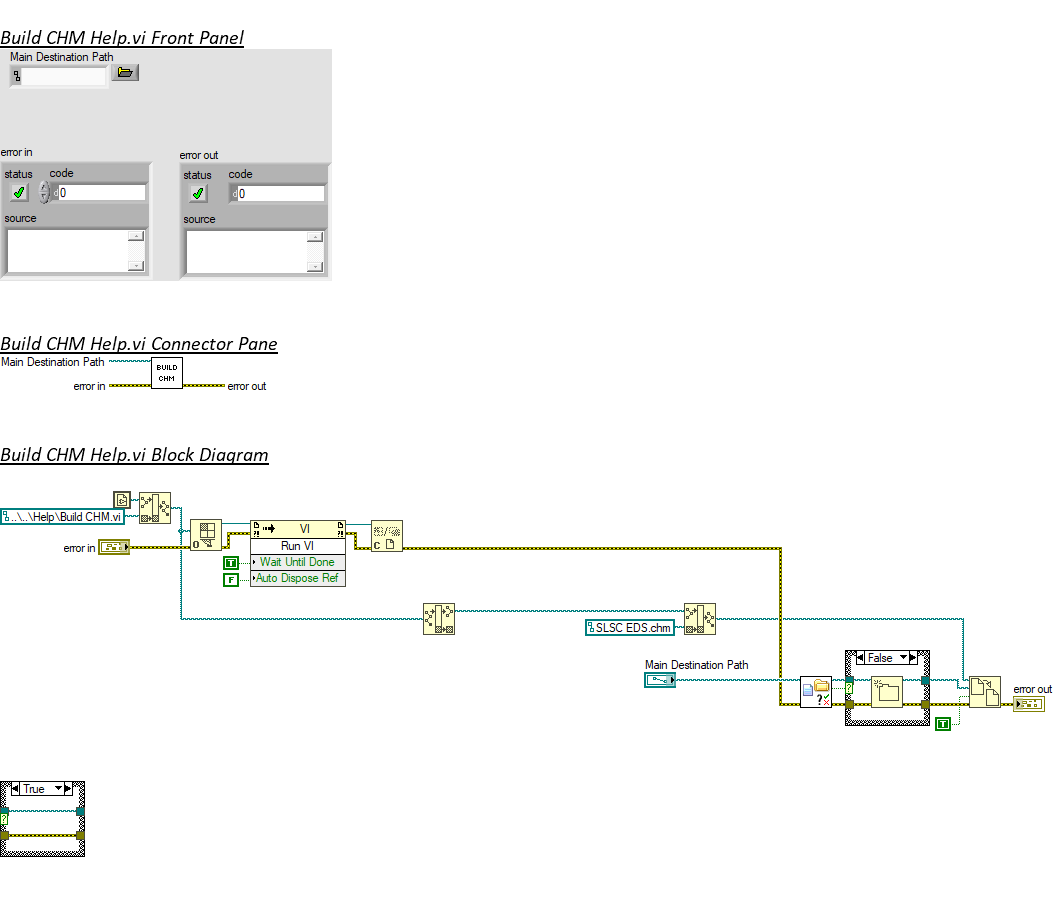 Build CHM Help.vi Front Panel
Main Destination Path
error in
error out
status code
status code
0
0
source
source
Build CHM Help.vi Connector Pane
Main Destination Path
BUILD
CHM
error in
error out
Build CHM Help.vi Block Diagram
..\..\Help\Build CHM.vi
VI
error in
Run VI
T Wait Until Done
F Auto Dispose Ref
SLSC EDS.chm
Main Destination Path
False
error out
T
True